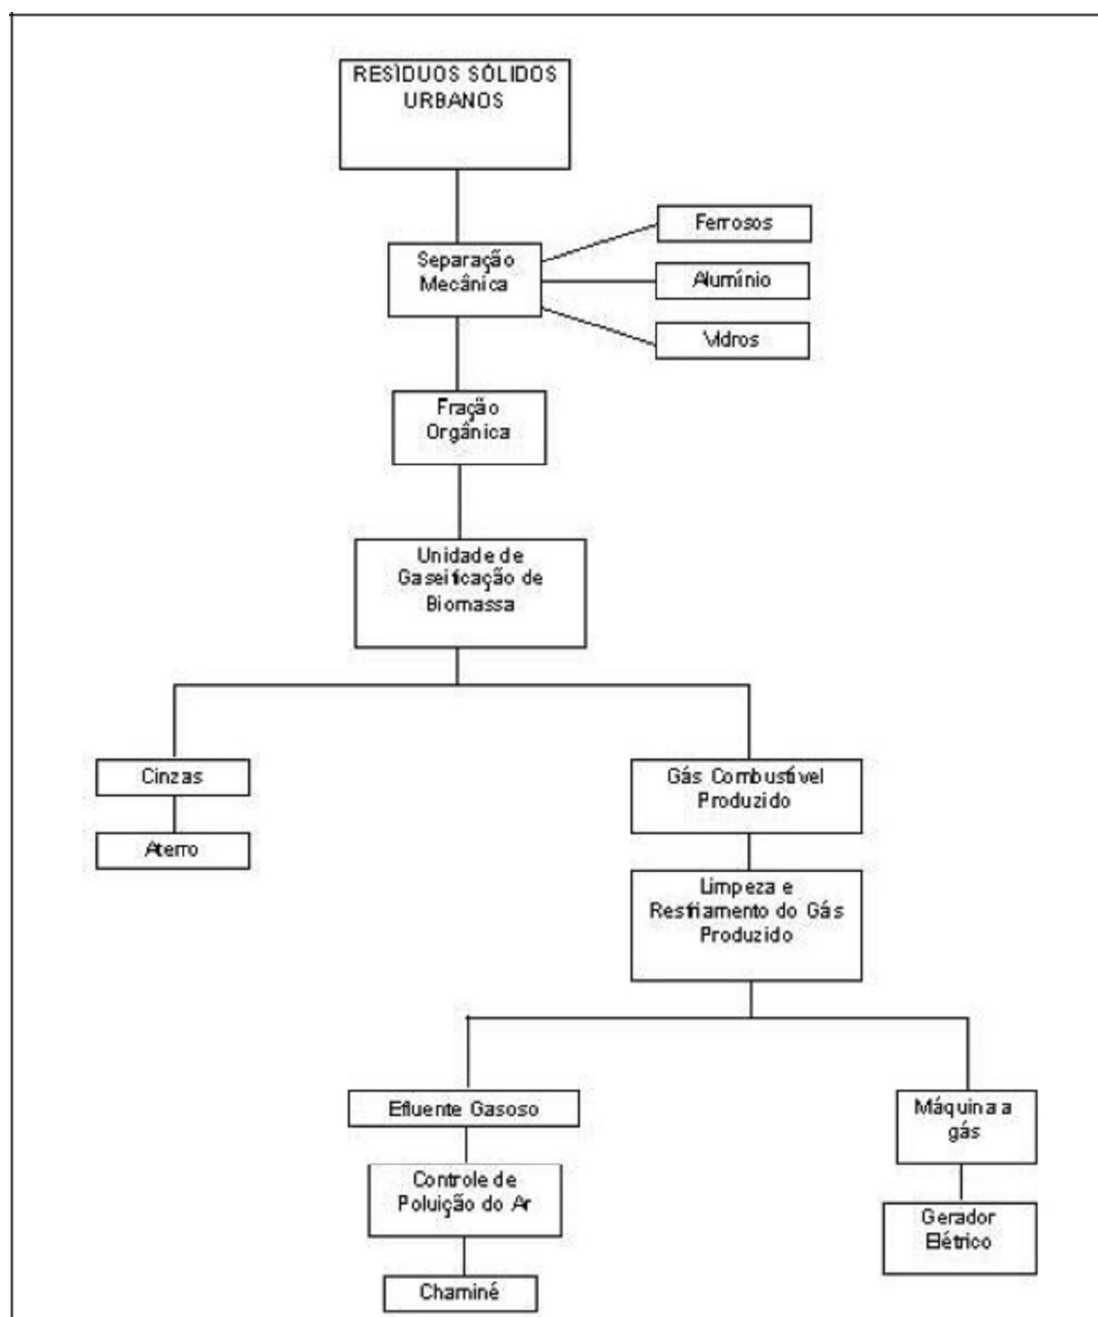 RESÍDUOS SÓLIDOS
URBANOS
Separação
Mecânica
Ferrosos
Alumínio
Vidros
Fração
Orgânica
Unidade de
Gaseificação de
Biomassa
Cinzas
Aterro
Gás Combustível
Produzido
Limpeza e
Resfriamento do Gás
Produzido
Efluente Gasoso
Controle de
Poluição do Ar
Chaminé
Máquina a
gás
Gerador
Elétrico